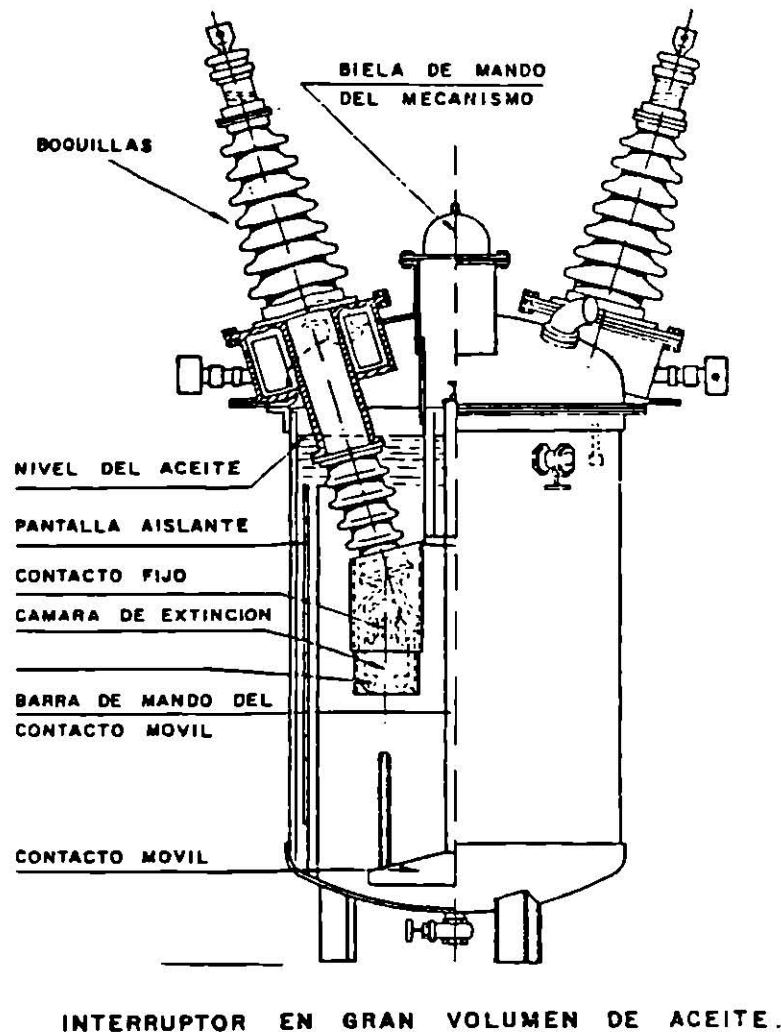 BIELA DE MANDO
DEL MECANISMO
BOQUILLAS
NIVEL DEL ACEITE
PANTALLA AISLANTE
CONTACTO FIJO
CAMARA DE EXTINCION
BARRA DE MANDO DEL
CONTACTO MOVIL
CONTACTO MOVIL
INTERRUPTOR EN GRAN VOLUMEN DE ACEITE.